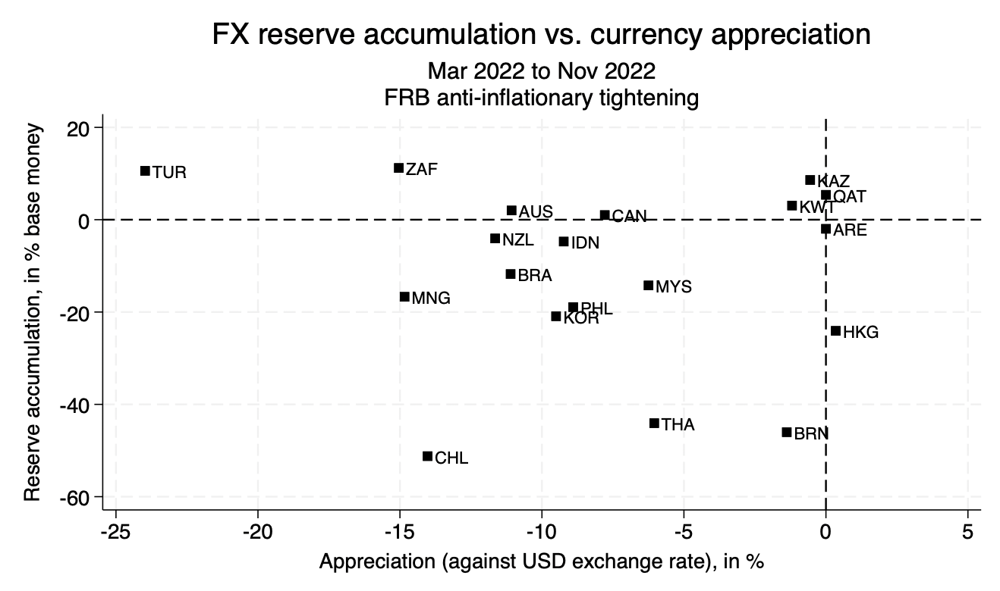 FX reserve accumulation vs. currency appreciation
Mar 2022 to Nov 2022
FRB anti-inflationary tightening
Reserve accumulation, in % base money
20
0
-20
-40
-60
TUR
ZAF
KAZ
QAT
KWT
AUS
CAN
ARE
NZL
IDN
BRA
MYS
MNG
PHL
KOR
HKG
THA
BRN
CHL
-25
-20
-15
-10
-5
0
5
Appreciation (against USD exchange rate), in %